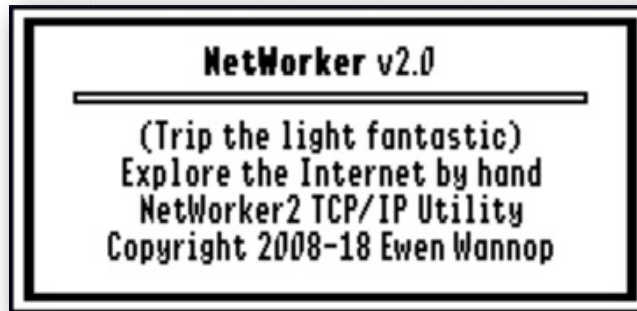 NetWorker v2.0
(Trip the light fantastic)
Explore the Internet by hand
NetWorker2 TCP/IP Utility
Copyright 2008-18 Ewen Wannop